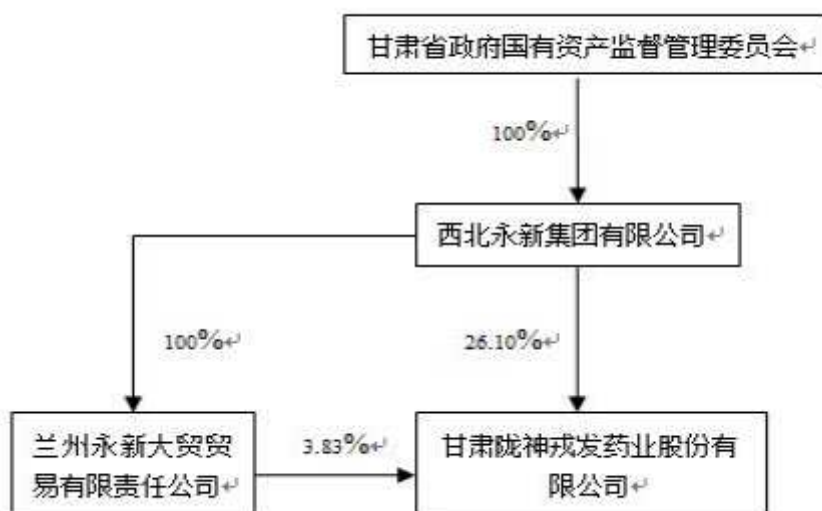 甘肃省政府国有资产监督管理委员会↵
100%↵
西北永新集团有限公司↵
100%↵
26.10%↵
兰州永新大贸贸
易有限责任公司↵
3.83%↵
甘肃陇神戎发药业股份有
限公司↵